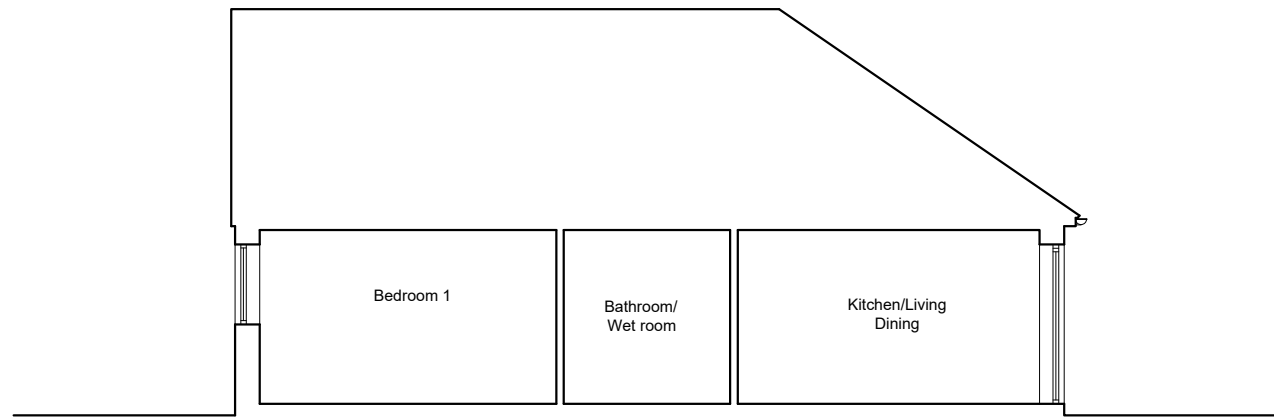 Bedroom 1
Bathroom/
Wet room
Kitchen/Living
Dining